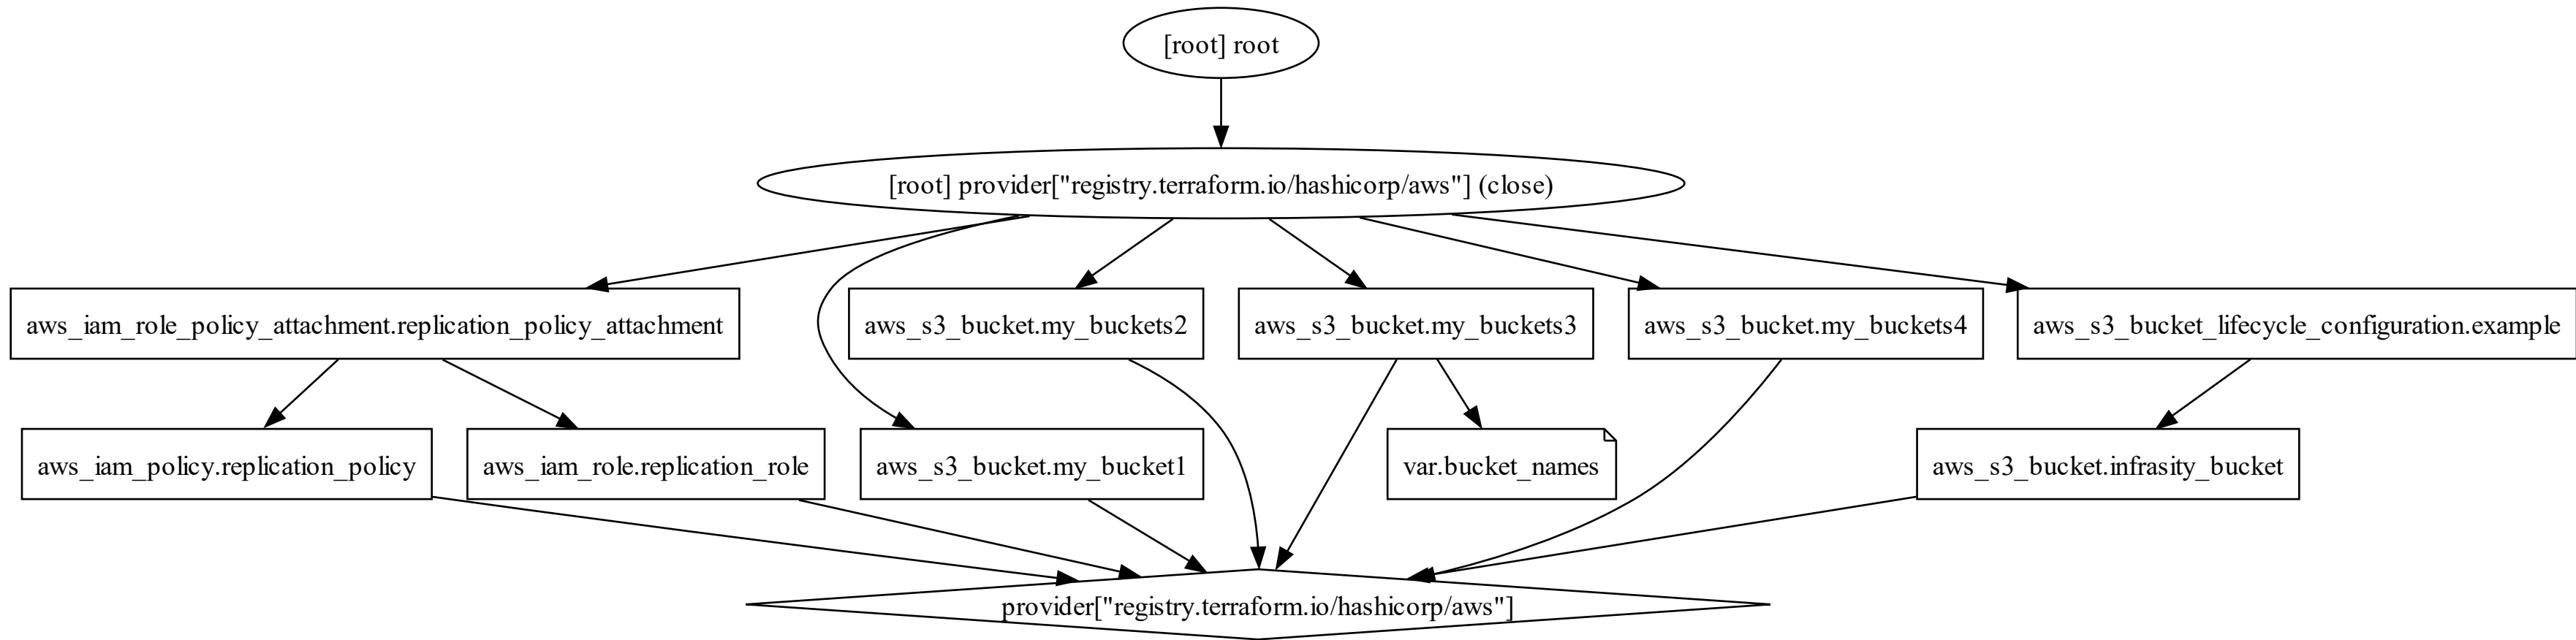 [root] root
[root] provider["registry.terraform.io/hashicorp/aws"] (close)
aws_iam_role_policy_attachment.replication_policy_attachment
aws_s3_bucket.my_buckets2
aws_s3_bucket.my_buckets3
aws_s3_bucket.my_buckets4
aws_s3_bucket_lifecycle_configuration.example
aws_iam_policy.replication_policy
aws_iam_role.replication_role
aws_s3_bucket.my_bucket1
var.bucket_names
aws_s3_bucket.infrasity_bucket
provider["registry.terraform.io/hashicorp/aws"]